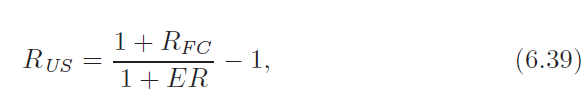 R_{US} = \frac{1 + R_{FC}}{1 + ER} - 1, (6.39)